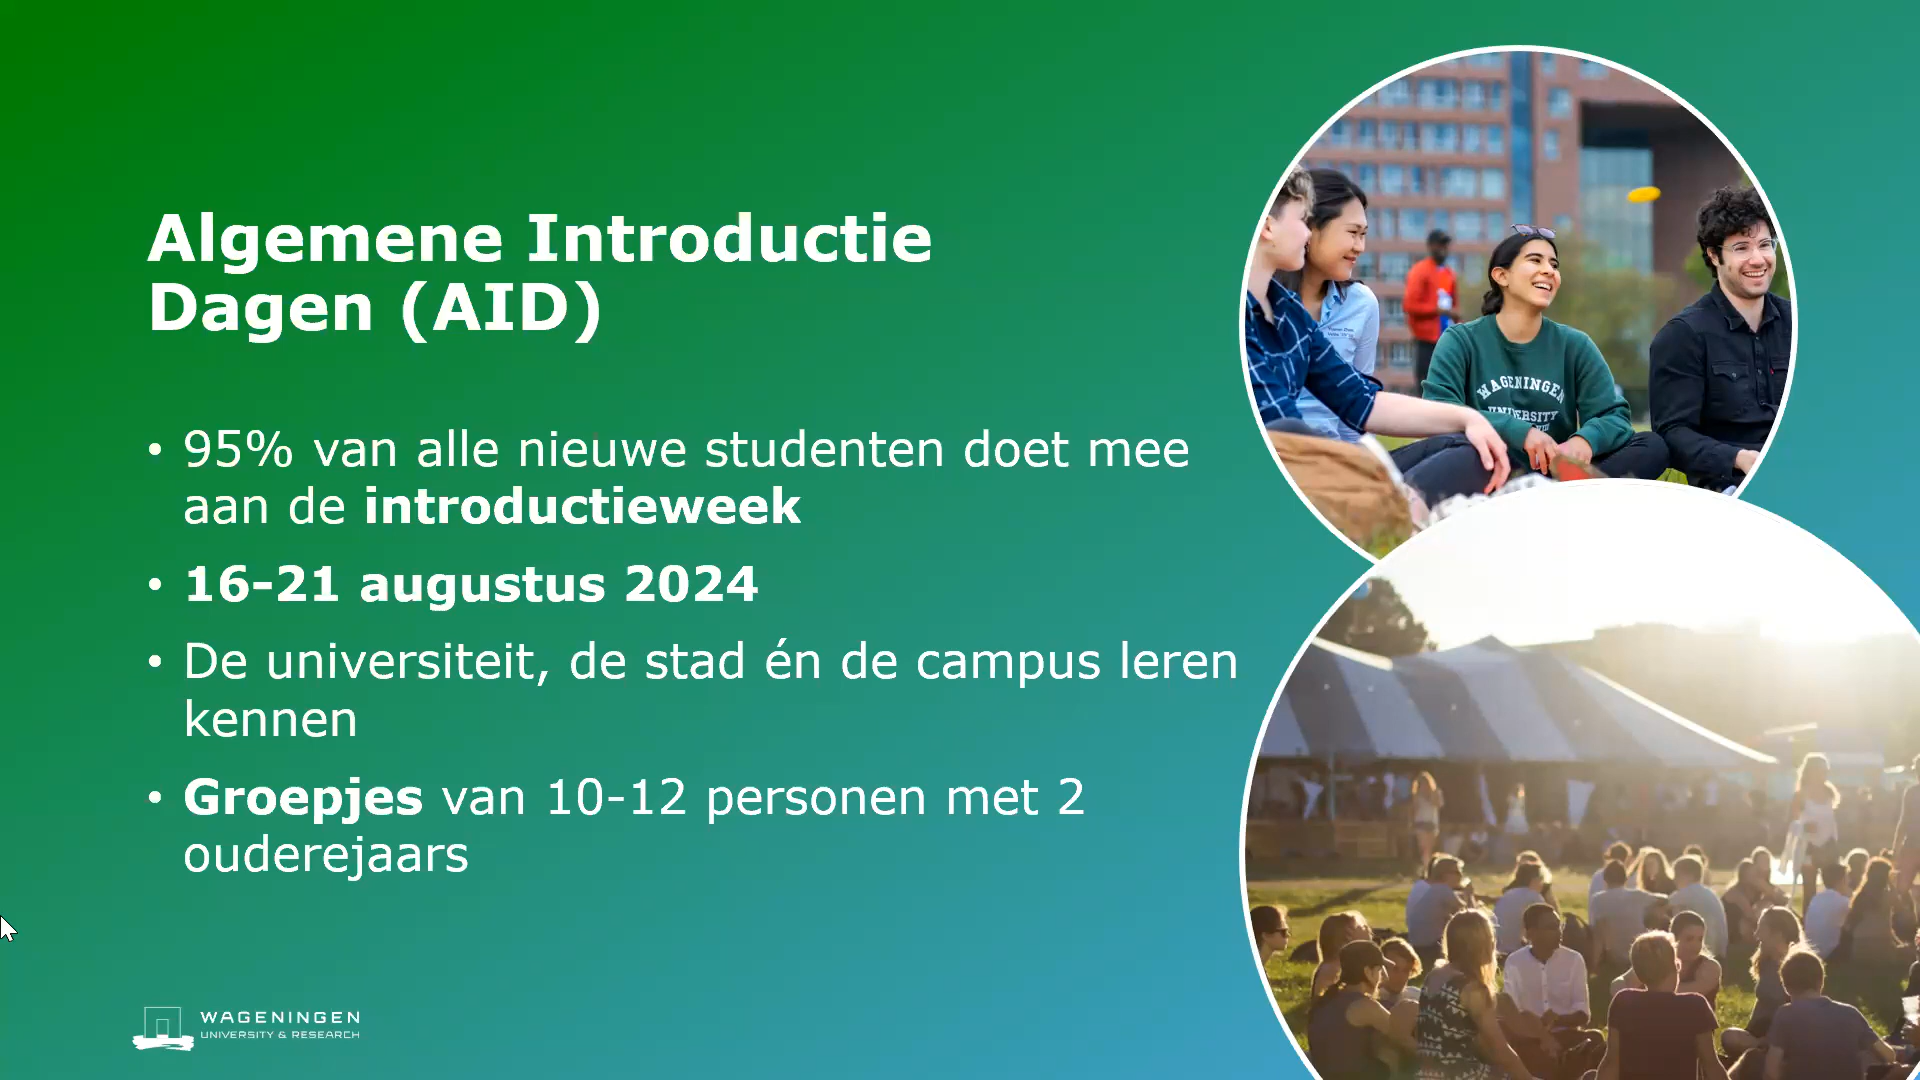 Algemene Introductie
Dagen (AID)
• 95% van alle nieuwe studenten doet mee
aan de introductieweek
• 16-21 augustus 2024
• De universiteit, de stad én de campus leren
kennen
• Groepjes van 10-12 personen met 2
ouderejaars
WAGENINGEN
UNIVERSITY
WAGENINGEN
UNIVERSITY & RESEARCH